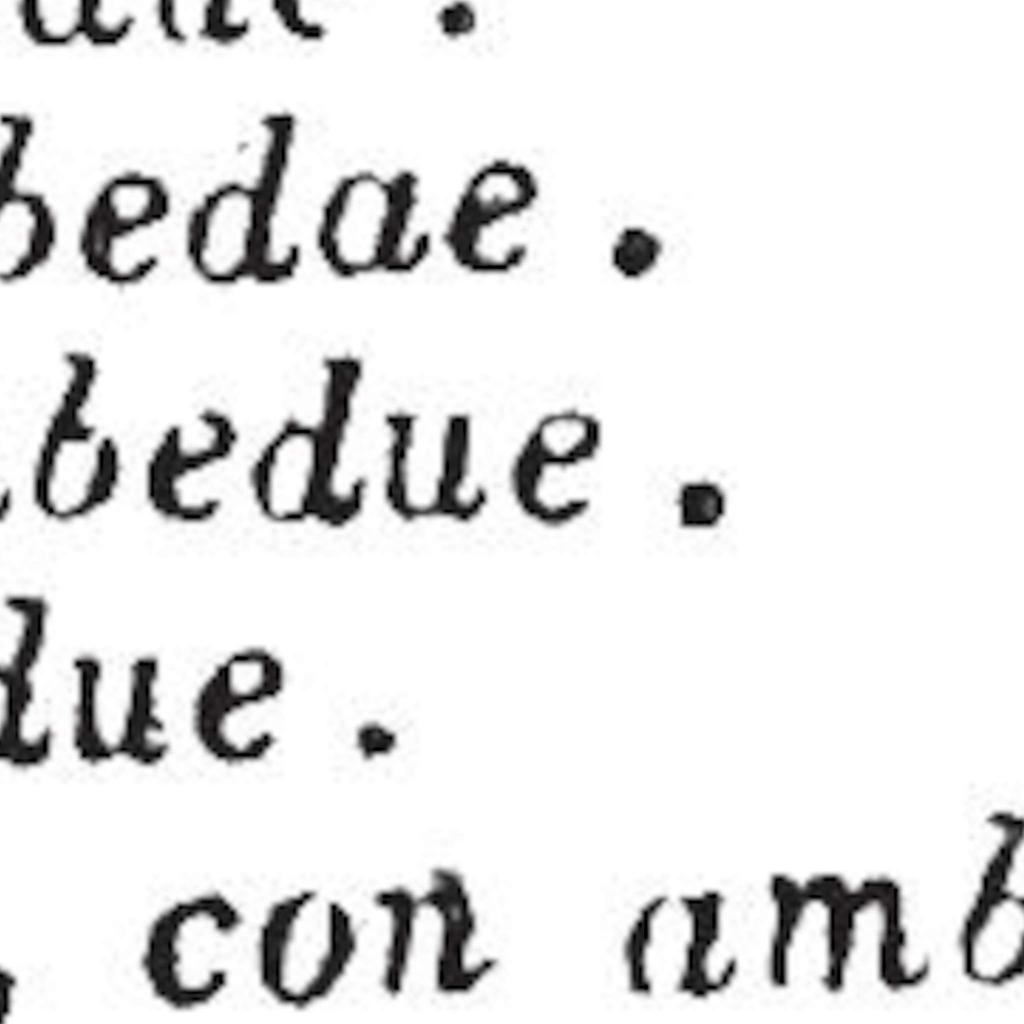 bedae .
bedue .
due .
con amb